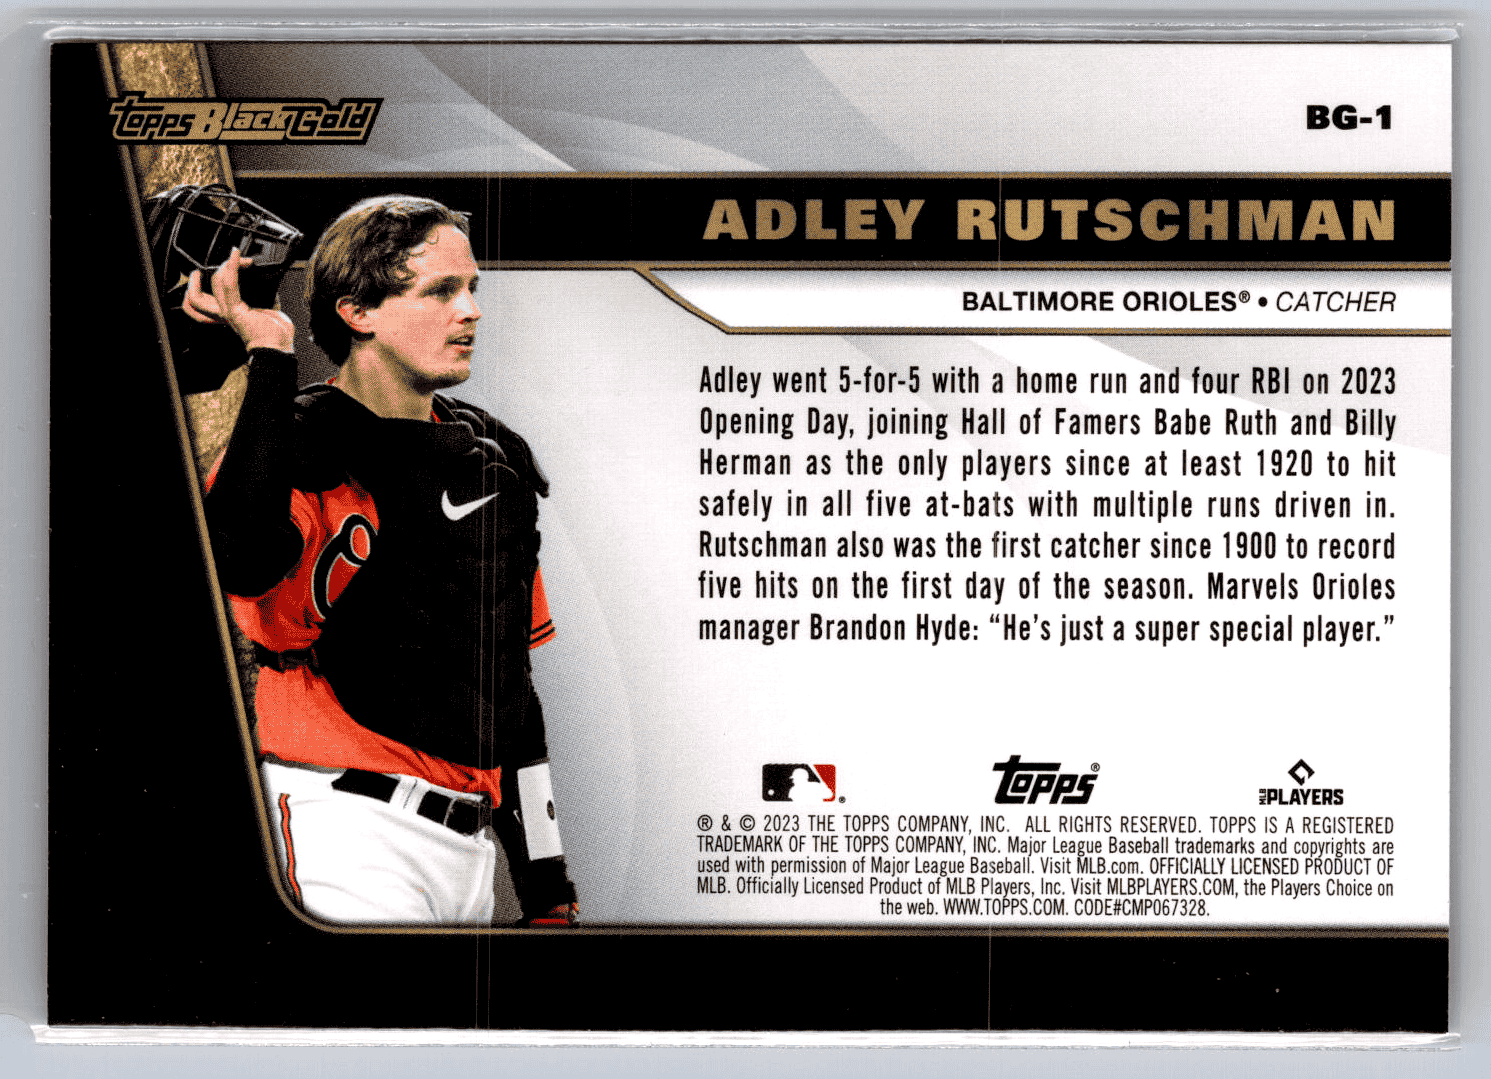 Topps Black Gold
BG-1
ADLEY RUTSCHMAN
BALTIMORE ORIOLES® • CATCHER
Adley went 5-for-5 with a home run and four RBI on 2023
Opening Day, joining Hall of Famers Babe Ruth and Billy
Herman as the only players since at least 1920 to hit
safely in all five at-bats with multiple runs driven in.
Rutschman also was the first catcher since 1900 to record
five hits on the first day of the season. Marvels Orioles
manager Brandon Hyde: “He’s just a super special player.”
®
Topps®
MLB PLAYERS
® & © 2023 THE TOPPS COMPANY, INC. ALL RIGHTS RESERVED. TOPPS IS A REGISTERED
TRADEMARK OF THE TOPPS COMPANY, INC. Major League Baseball trademarks and copyrights are
used with permission of Major League Baseball. Visit MLB.com. OFFICIALLY LICENSED PRODUCT OF
MLB. Officially Licensed Product of MLB Players, Inc. Visit MLBPLAYERS.COM, the Players Choice on
the web. WWW.TOPPS.COM. CODE#CMP067328.